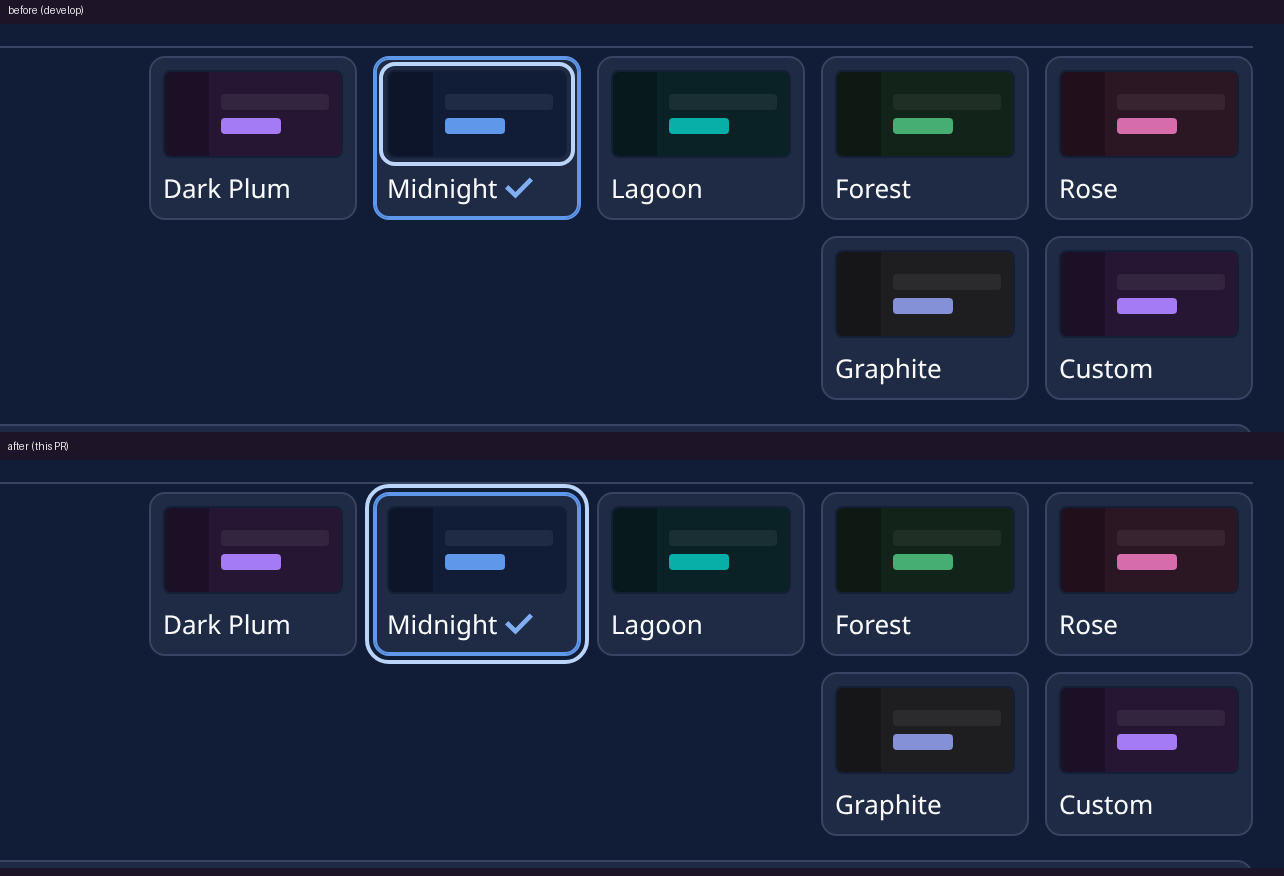 before (develop)
Dark Plum
Midnight
Lagoon
Forest
Rose
Graphite
Custom
after (this PR)
Dark Plum
Midnight
Lagoon
Forest
Rose
Graphite
Custom